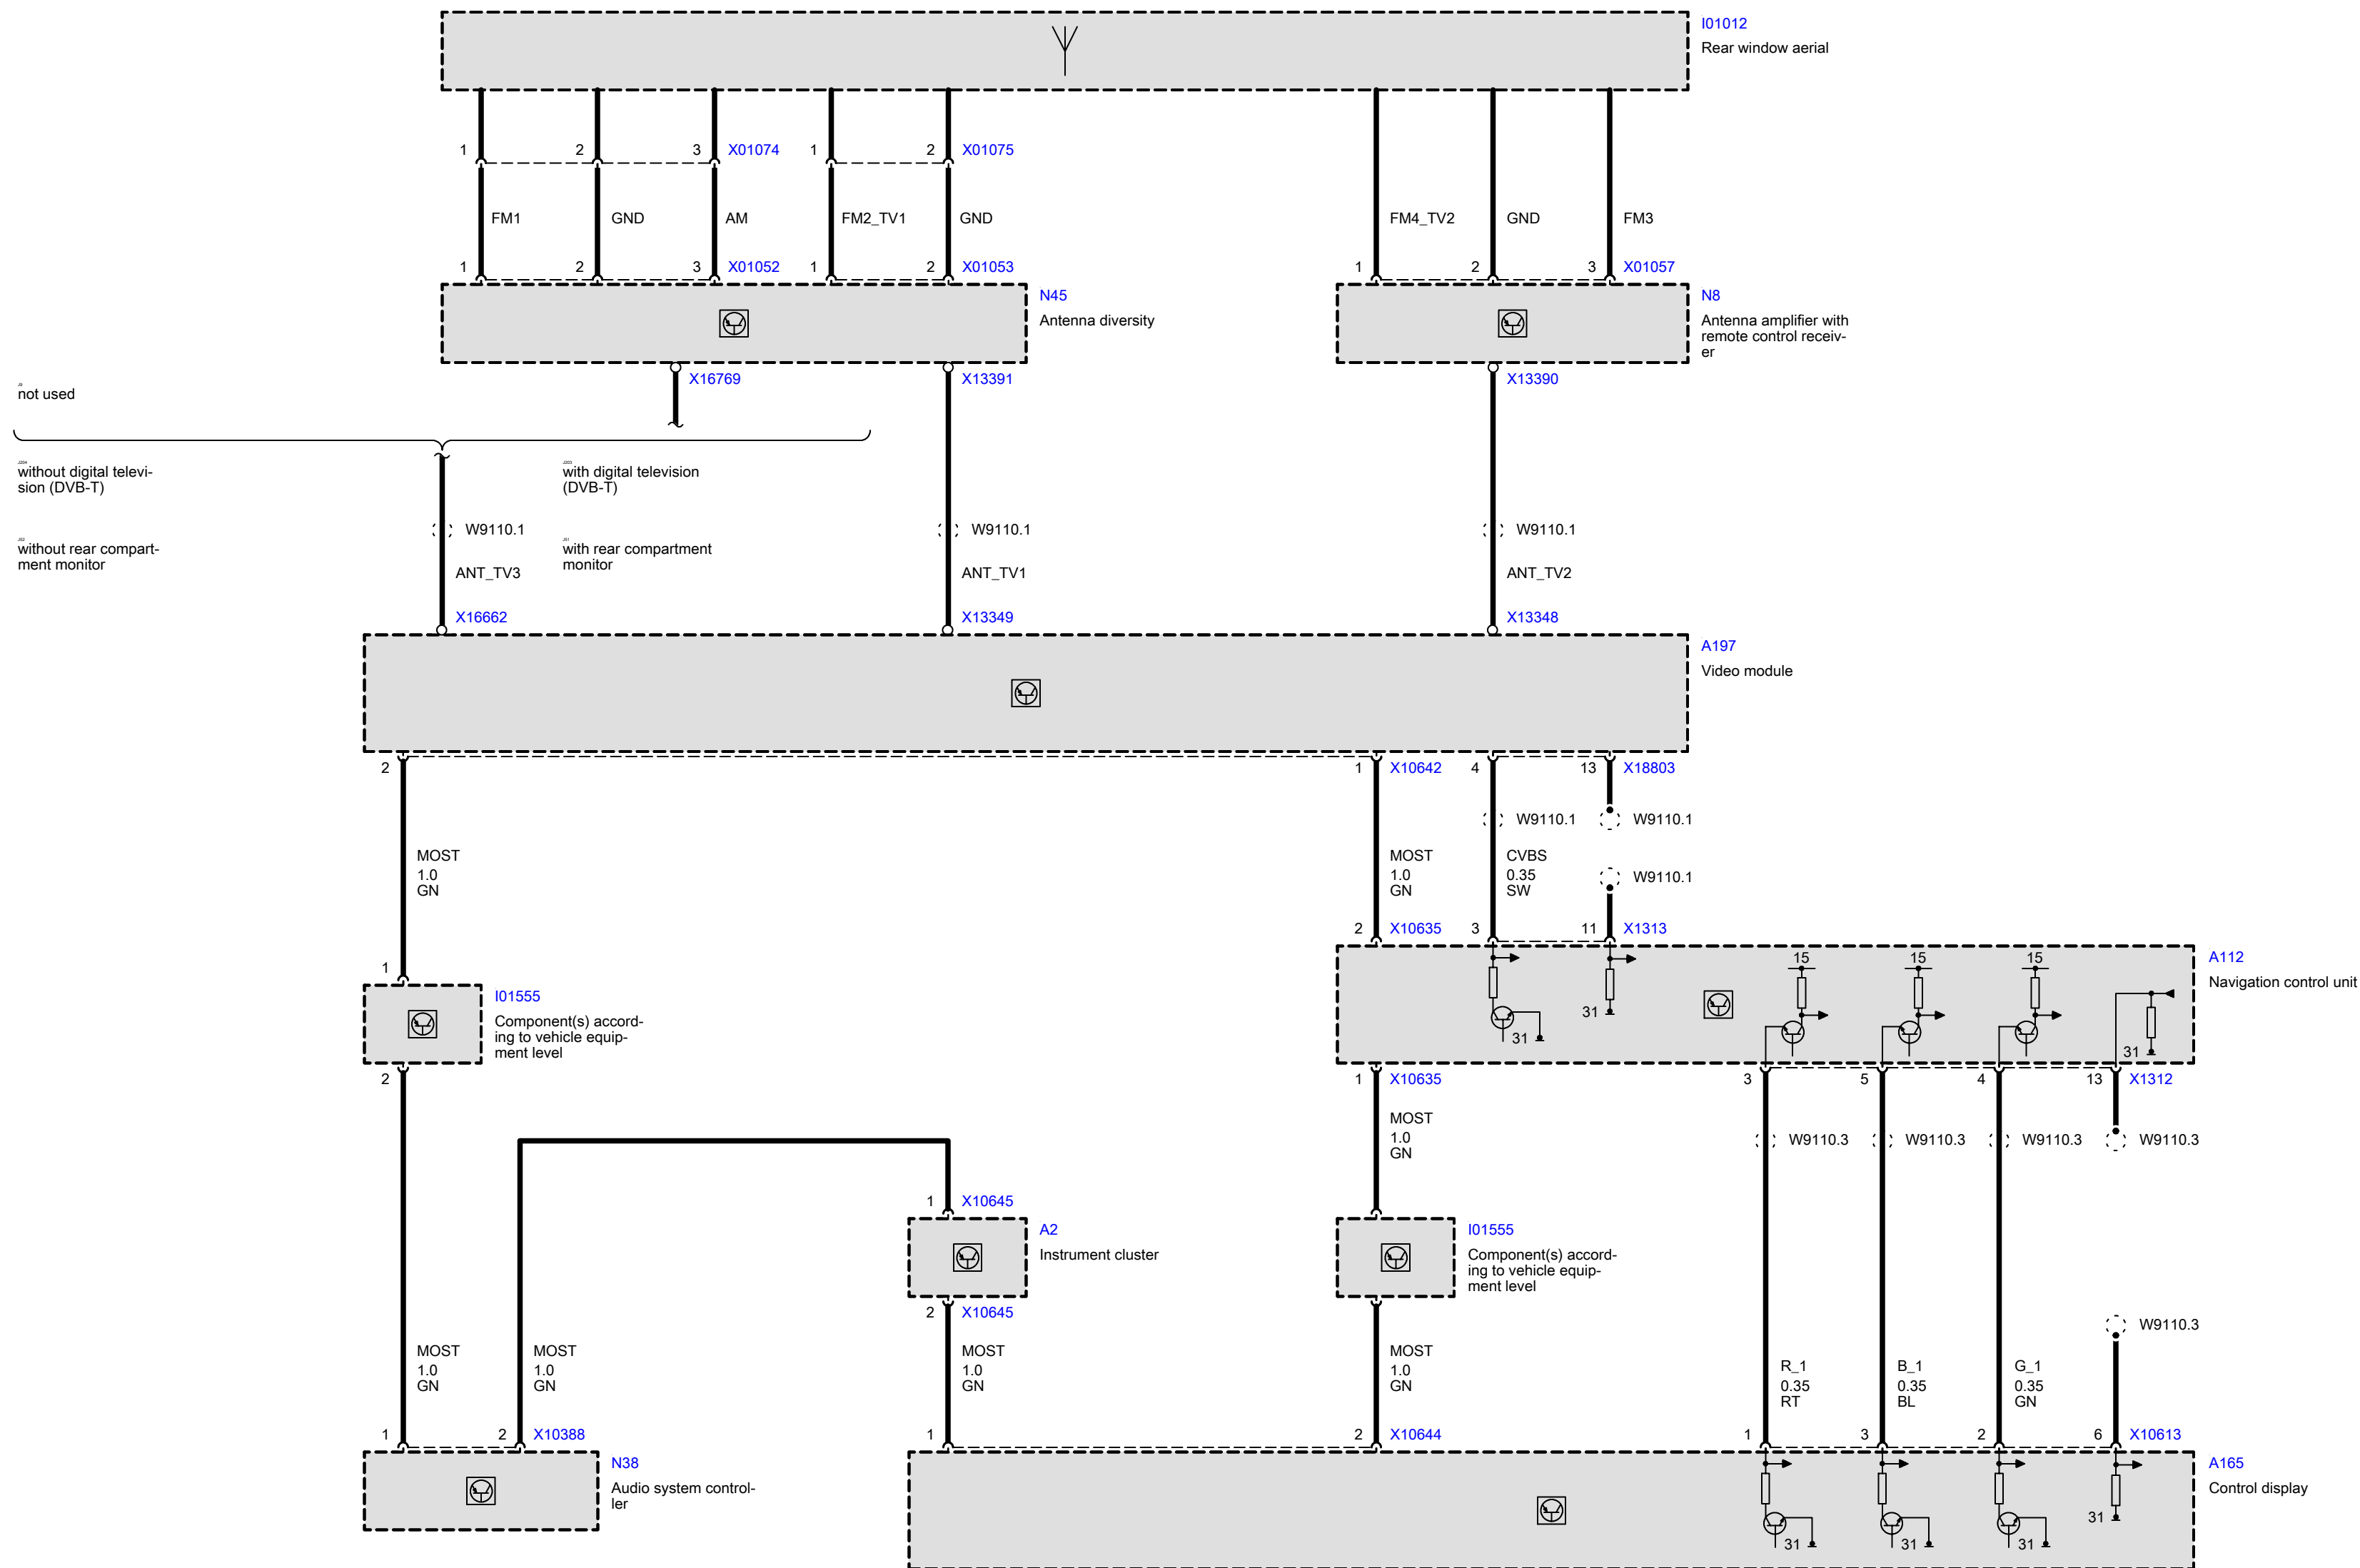 I01012
Rear window aerial
1
2
3
X01074
1
2
X01075
FM1
GND
AM
FM2_TV1
GND
FM4_TV2
GND
FM3
1
2
3
X01052
1
2
X01053
1
2
3
X01057
N45
Antenna diversity
N8
Antenna amplifier with
remote control receiv-
er
X16769
X13391
X13390
not used
without digital televi-
sion (DVB-T)
with digital television
(DVB-T)
W9110.1
W9110.1
W9110.1
without rear compart-
ment monitor
with rear compartment
monitor
ANT_TV3
ANT_TV1
ANT_TV2
X16662
X13349
X13348
A197
Video module
2
1
X10642
4
13
X18803
W9110.1
W9110.1
MOST
1.0
GN
MOST
1.0
GN
CVBS
0.35
SW
W9110.1
2
X10635
3
11
X1313
1
I01555
Component(s) accord-
ing to vehicle equip-
ment level
2
A112
Navigation control unit
15
15
15
31
31
31
1
X10635
3
5
4
13
X1312
MOST
1.0
GN
W9110.3
W9110.3
W9110.3
W9110.3
1
X10645
A2
Instrument cluster
2
X10645
I01555
Component(s) accord-
ing to vehicle equip-
ment level
W9110.3
MOST
1.0
GN
MOST
1.0
GN
MOST
1.0
GN
MOST
1.0
GN
R_1
0.35
RT
B_1
0.35
BL
G_1
0.35
GN
1
2
X10388
1
2
X10644
1
3
2
6
X10613
N38
Audio system control-
ler
A165
Control display
31
31
31
31